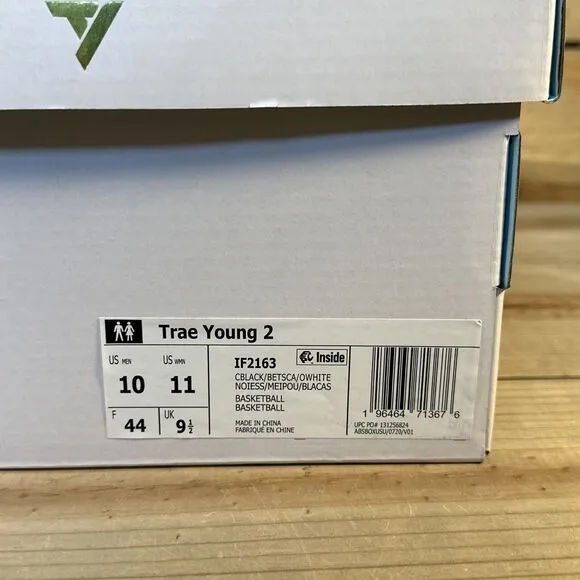 TY
Trae Young 2
US MEN
US WMN
10
11
F
UK
44
9½
IF2163
Inside
CBLACK/BETSCA/OWHITE
NOIESS/MEIPOU/BLACAS
BASKETBALL
BASKETBALL
MADE IN CHINA
FABRIQUÉ EN CHINE
1 96464 71367 6
UPC PO# 131256824
ABSBOXUSU/0720/V01